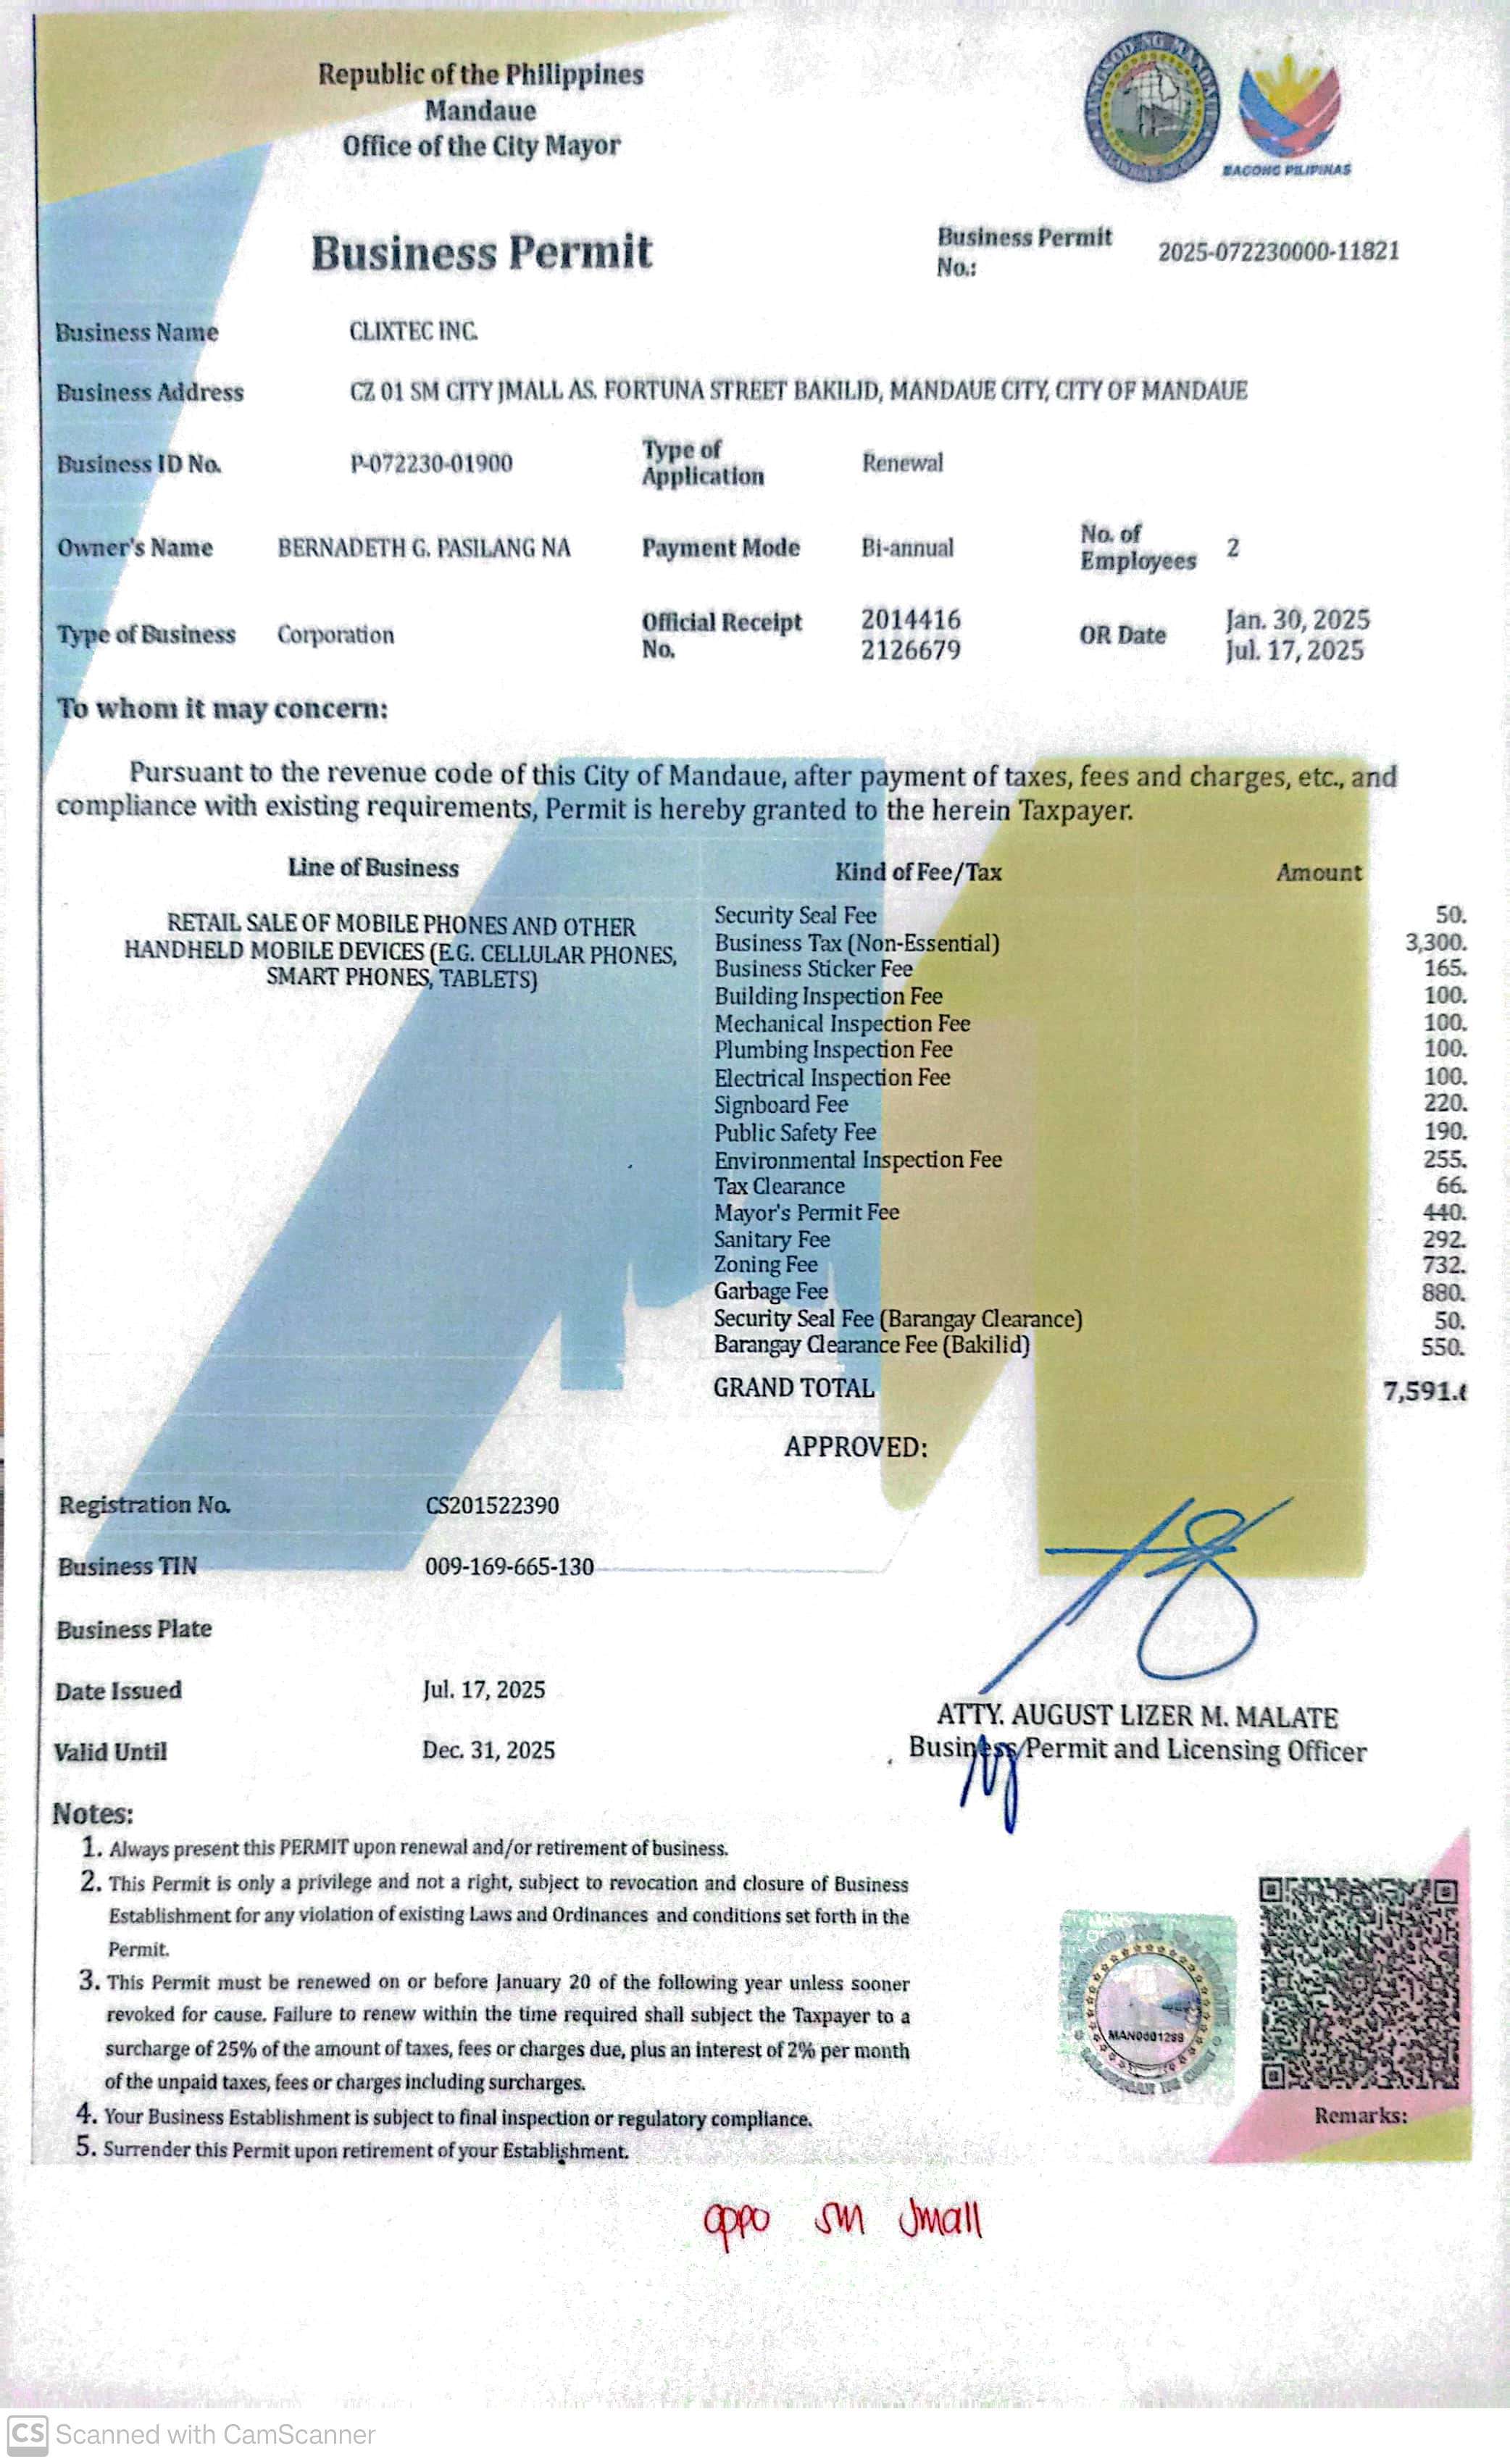 Republic of the Philippines
Mandaue
Office of the City Mayor
BAGONG PILIPINAS
Business Permit
Business Permit No.: 2025-072230000-11821
Business Name CLIXTEC INC.
Business Address CZ 01 SM CITY JMALL AS. FORTUNA STREET BAKILID, MANDAUE CITY, CITY OF MANDAUE
Business ID No. P-072230-01900 Type of Application Renewal
Owner's Name BERNADETH G. PASILANG NA Payment Mode Bi-annual No. of Employees 2
Type of Business Corporation Official Receipt No. 2014416 2126679 OR Date Jan. 30, 2025 Jul. 17, 2025
To whom it may concern:
Pursuant to the revenue code of this City of Mandaue, after payment of taxes, fees and charges, etc., and
compliance with existing requirements, Permit is hereby granted to the herein Taxpayer.
Line of Business Kind of Fee/Tax Amount
RETAIL SALE OF MOBILE PHONES AND OTHER
HANDHELD MOBILE DEVICES (E.G. CELLULAR PHONES,
SMART PHONES, TABLETS)
Security Seal Fee 50.
Business Tax (Non-Essential) 3,300.
Business Sticker Fee 165.
Building Inspection Fee 100.
Mechanical Inspection Fee 100.
Plumbing Inspection Fee 100.
Electrical Inspection Fee 100.
Signboard Fee 220.
Public Safety Fee 190.
Environmental Inspection Fee 255.
Tax Clearance 66.
Mayor's Permit Fee 440.
Sanitary Fee 292.
Zoning Fee 732.
Garbage Fee 880.
Security Seal Fee (Barangay Clearance) 50.
Barangay Clearance Fee (Bakilid) 550.
GRAND TOTAL 7,591.
APPROVED:
Registration No. CS201522390
Business TIN 009-169-665-130
Business Plate
Date Issued Jul. 17, 2025
Valid Until Dec. 31, 2025
ATTY. AUGUST LIZER M. MALATE
Business Permit and Licensing Officer
Notes:
1. Always present this PERMIT upon renewal and/or retirement of business.
2. This Permit is only a privilege and not a right, subject to revocation and closure of Business
Establishment for any violation of existing Laws and Ordinances and conditions set forth in the
Permit.
3. This Permit must be renewed on or before January 20 of the following year unless sooner
revoked for cause. Failure to renew within the time required shall subject the Taxpayer to a
surcharge of 25% of the amount of taxes, fees or charges due, plus an interest of 2% per month
of the unpaid taxes, fees or charges including surcharges.
4. Your Business Establishment is subject to final inspection or regulatory compliance.
5. Surrender this Permit upon retirement of your Establishment.
Remarks:
oppo SM Jmall
CS Scanned with CamScanner